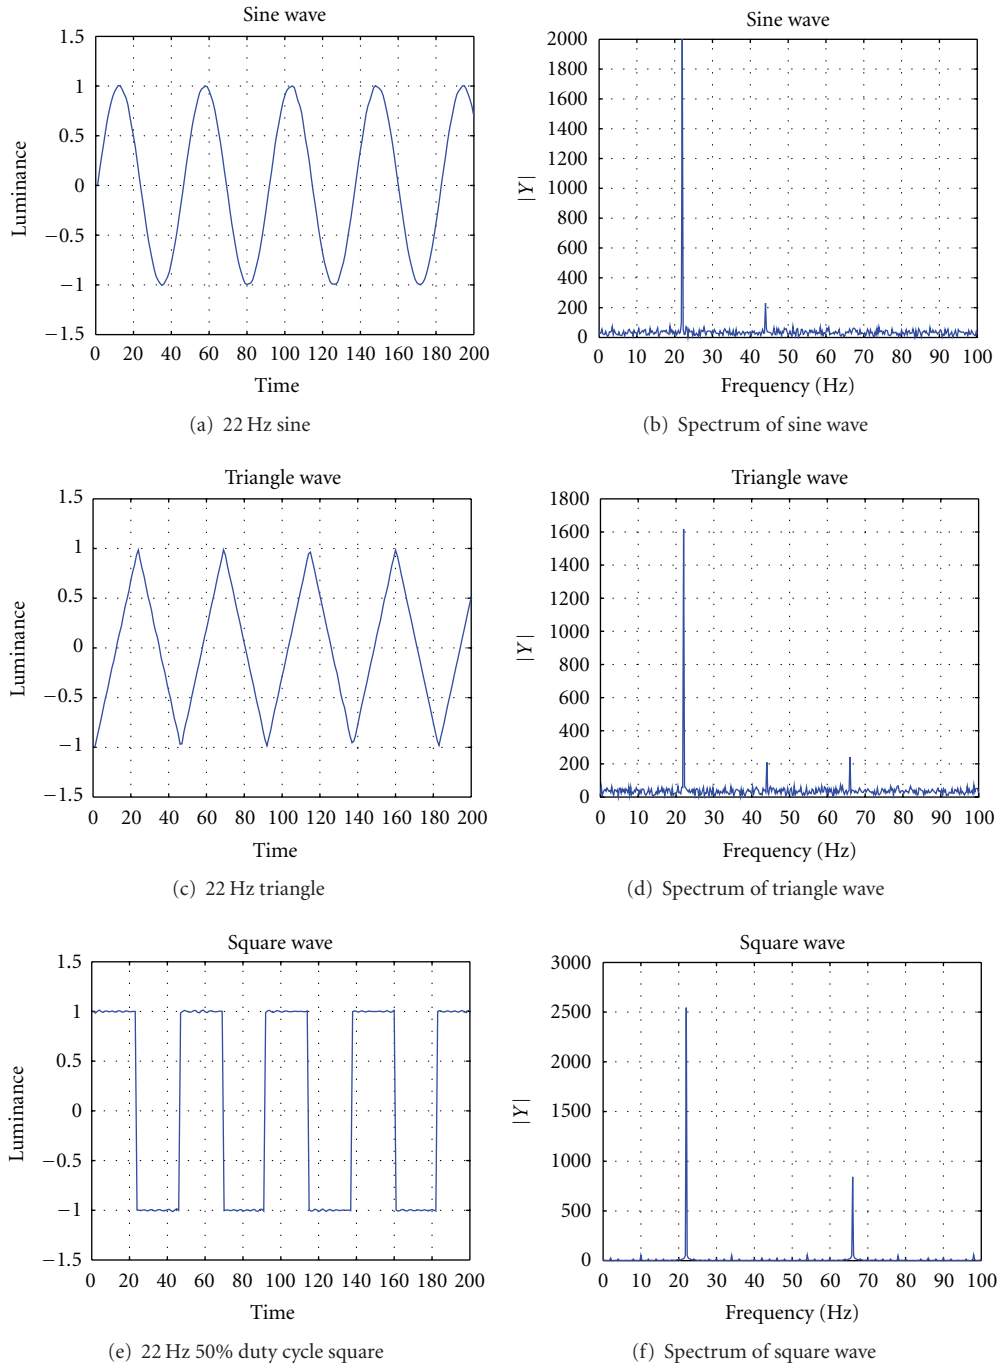 Sine wave
1.5
1
0.5
0
−0.5
−1
−1.5
Luminance
0 20 40 60 80 100 120 140 160 180 200
Time
(a) 22 Hz sine
Sine wave
2000
1800
1600
1400
1200
1000
800
600
400
200
0
|Y|
0 10 20 30 40 50 60 70 80 90 100
Frequency (Hz)
(b) Spectrum of sine wave
Triangle wave
1.5
1
0.5
0
−0.5
−1
−1.5
Luminance
0 20 40 60 80 100 120 140 160 180 200
Time
(c) 22 Hz triangle
Triangle wave
1800
1600
1400
1200
1000
800
600
400
200
0
|Y|
0 10 20 30 40 50 60 70 80 90 100
Frequency (Hz)
(d) Spectrum of triangle wave
Square wave
1.5
1
0.5
0
−0.5
−1
−1.5
Luminance
0 20 40 60 80 100 120 140 160 180 200
Time
(e) 22 Hz 50% duty cycle square
Square wave
3000
2500
2000
1500
1000
500
0
|Y|
0 10 20 30 40 50 60 70 80 90 100
Frequency (Hz)
(f) Spectrum of square wave